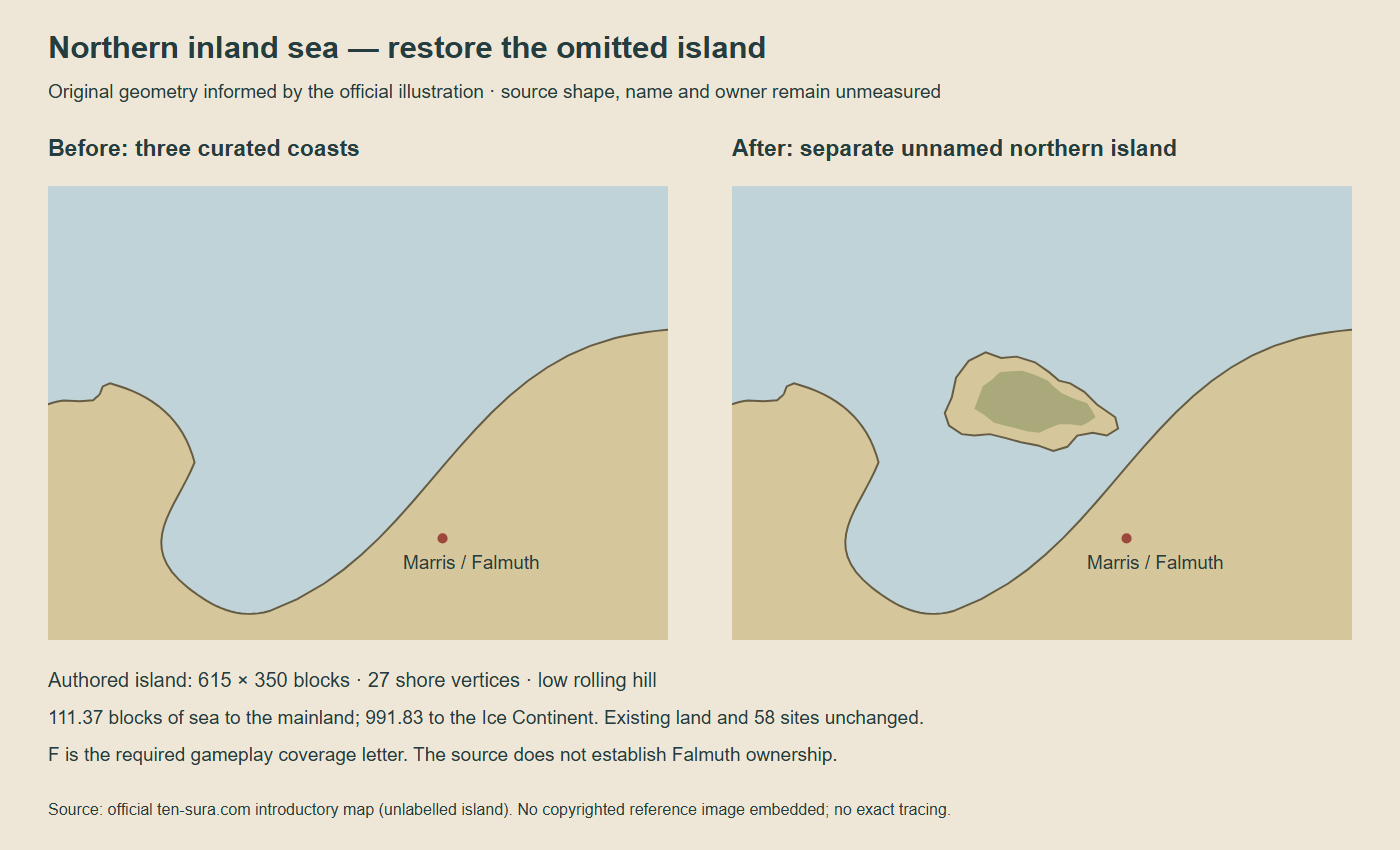 Northern inland sea — restore the omitted island
Original geometry informed by the official illustration · source shape, name and owner remain unmeasured
Before: three curated coasts
After: separate unnamed northern island
Marris / Falmuth
Marris / Falmuth
Authored island: 615 × 350 blocks · 27 shore vertices · low rolling hill
111.37 blocks of sea to the mainland; 991.83 to the Ice Continent. Existing land and 58 sites unchanged.
F is the required gameplay coverage letter. The source does not establish Falmuth ownership.
Source: official ten-sura.com introductory map (unlabelled island). No copyrighted reference image embedded; no exact tracing.